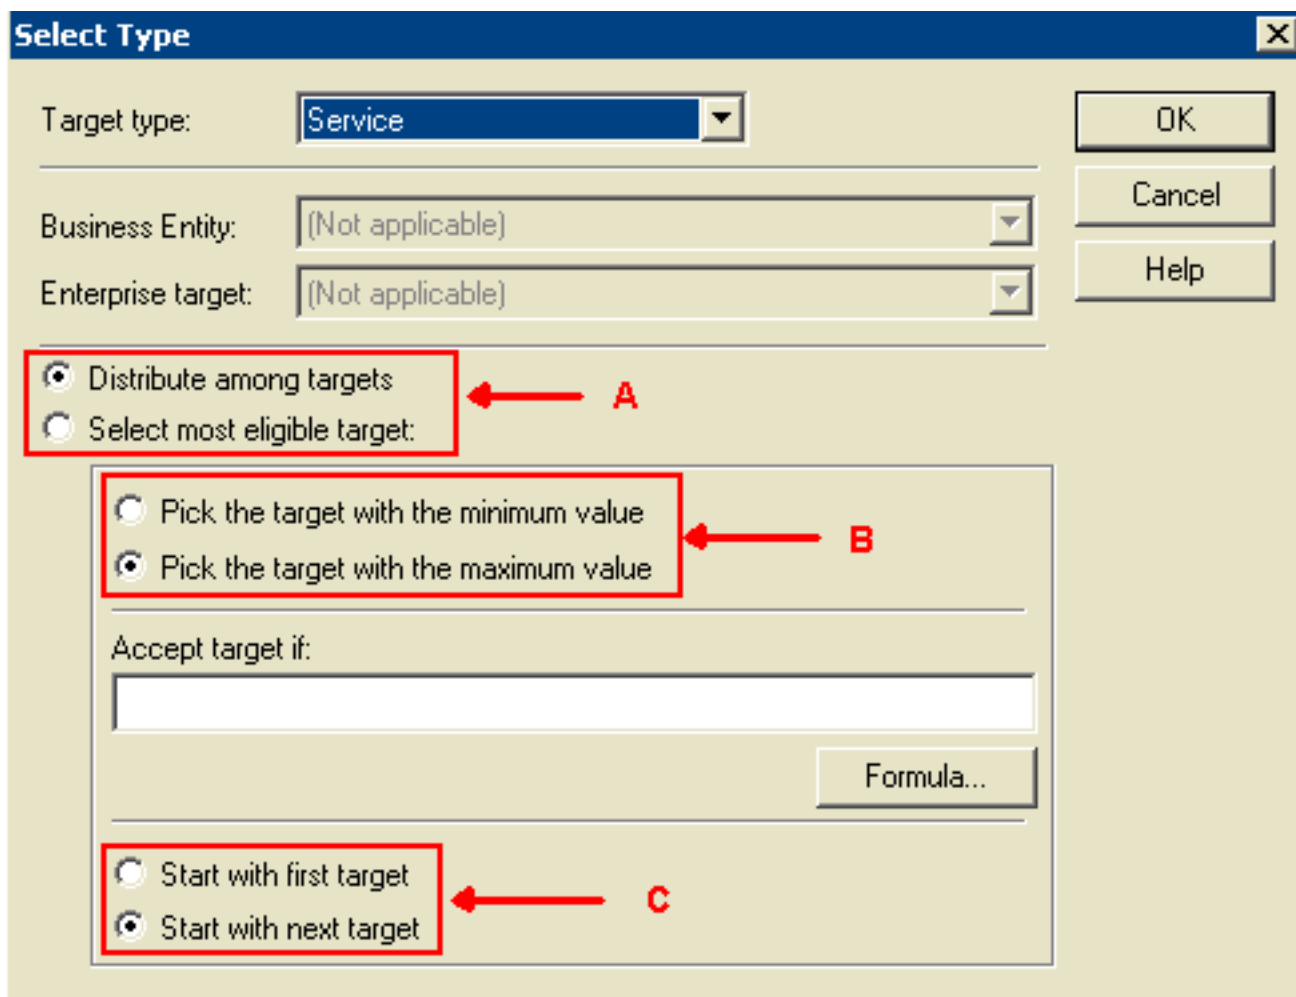 Select Type
Target type: Service
OK
Cancel
Business Entity: (Not applicable)
Help
Enterprise target: (Not applicable)
Distribute among targets
A
Select most eligible target:
Pick the target with the minimum value
B
Pick the target with the maximum value
Accept target if:
Formula...
Start with first target
C
Start with next target